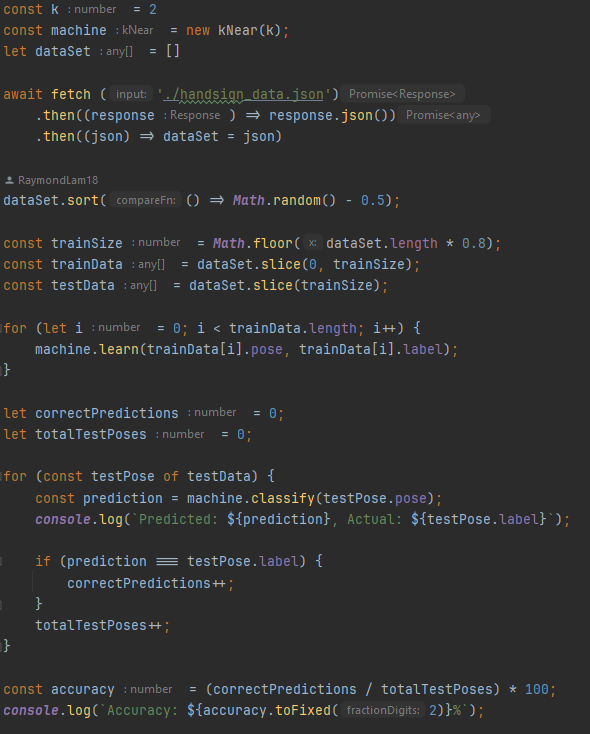 const k :number = 2
const machine :kNear = new kNear(k);
let dataSet :any[] = []
await fetch ( input: './handsign_data.json') Promise<Response>
.then((response :Response ) => response.json()) Promise<any>
.then((json) => dataSet = json)
RaymondLam18
dataSet.sort( compareFn: () => Math.random() - 0.5);
const trainSize :number = Math.floor( x: dataSet.length * 0.8);
const trainData :any[] = dataSet.slice(0, trainSize);
const testData :any[] = dataSet.slice(trainSize);
for (let i :number = 0; i < trainData.length; i++) {
machine.learn(trainData[i].pose, trainData[i].label);
}
let correctPredictions :number = 0;
let totalTestPoses :number = 0;
for (const testPose of testData) {
const prediction = machine.classify(testPose.pose);
console.log(`Predicted: ${prediction}, Actual: ${testPose.label}`);
if (prediction === testPose.label) {
correctPredictions++;
}
totalTestPoses++;
}
const accuracy :number = (correctPredictions / totalTestPoses) * 100;
console.log(`Accuracy: ${accuracy.toFixed( fractionDigits: 2)}%`);